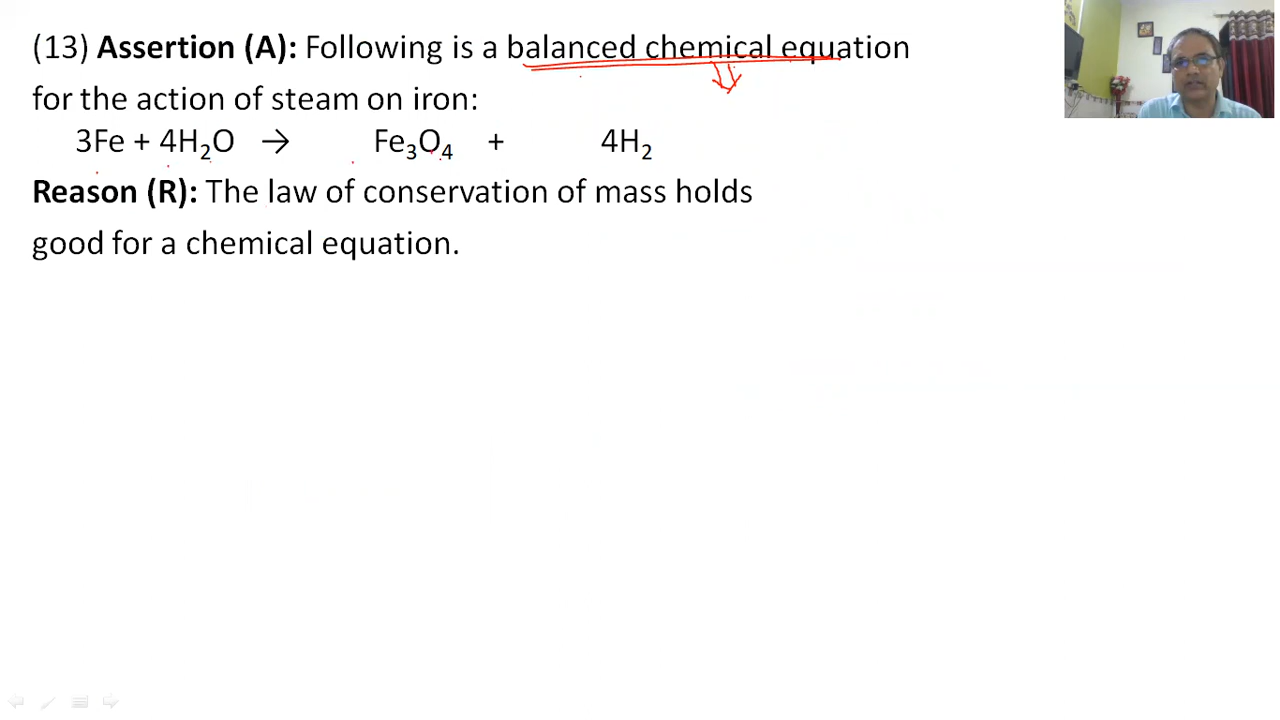 (13) Assertion (A): Following is a balanced chemical equation
for the action of steam on iron:
3Fe + 4H₂O → Fe₃O₄ + 4H₂
Reason (R): The law of conservation of mass holds
good for a chemical equation.